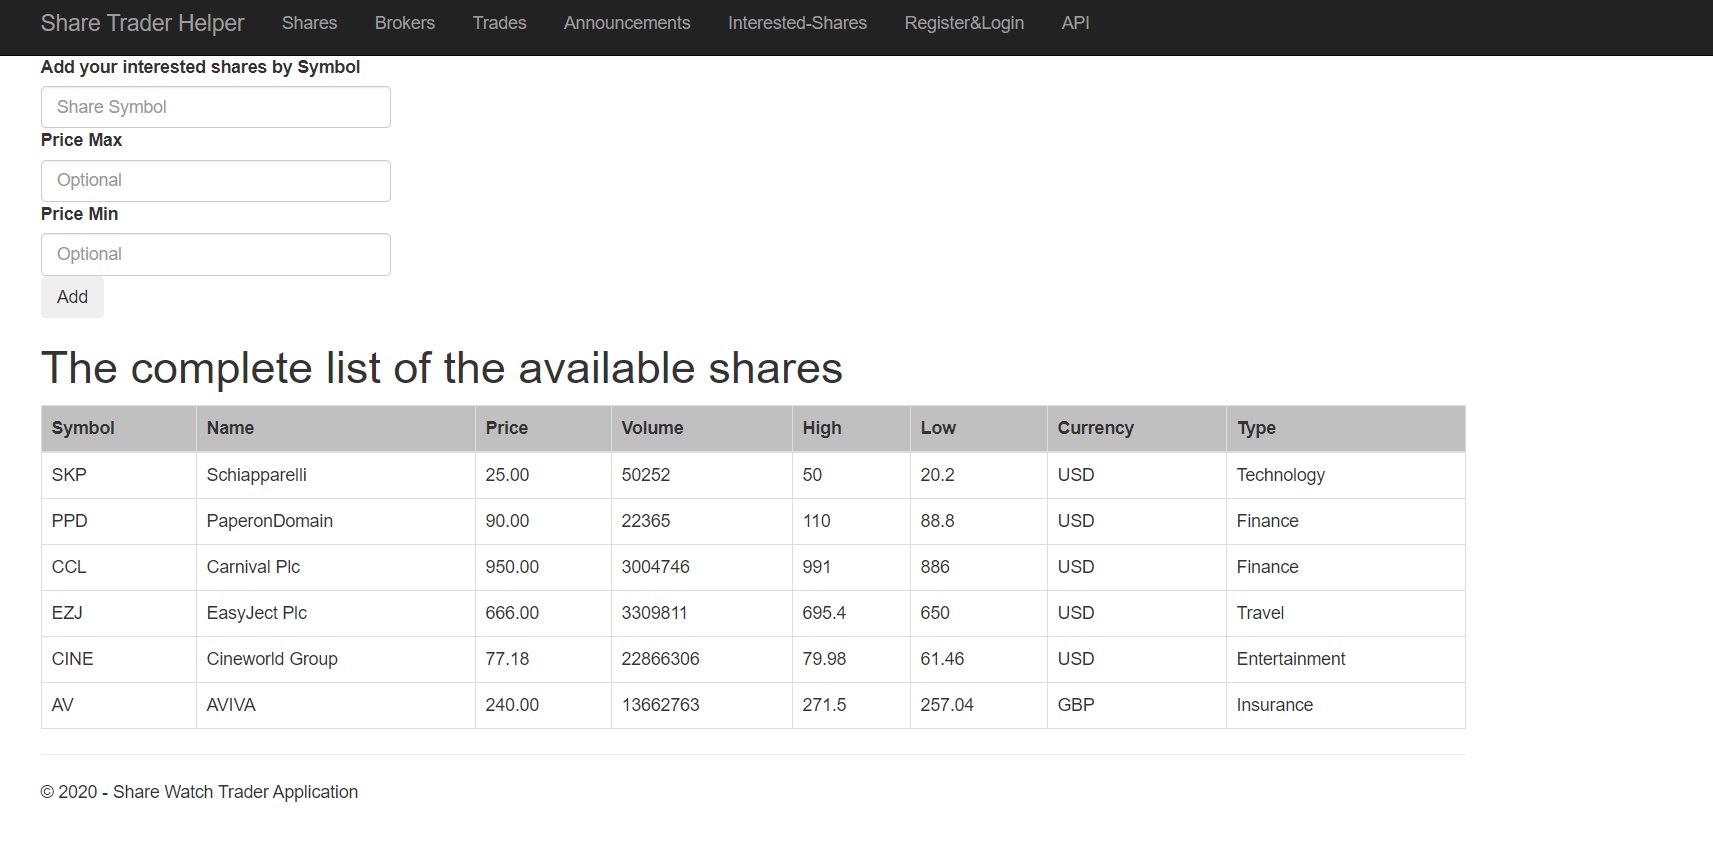 Share Trader Helper Shares Brokers Trades Announcements Interested-Shares Register&Login API
Add your interested shares by Symbol
Share Symbol
Price Max
Optional
Price Min
Optional
Add
The complete list of the available shares
Symbol Name Price Volume High Low Currency Type
SKP Schiapparelli 25.00 50252 50 20.2 USD Technology
PPD PaperonDomain 90.00 22365 110 88.8 USD Finance
CCL Carnival Plc 950.00 3004746 991 886 USD Finance
EZJ EasyJect Plc 666.00 3309811 695.4 650 USD Travel
CINE Cineworld Group 77.18 22866306 79.98 61.46 USD Entertainment
AV AVIVA 240.00 13662763 271.5 257.04 GBP Insurance
© 2020 - Share Watch Trader Application